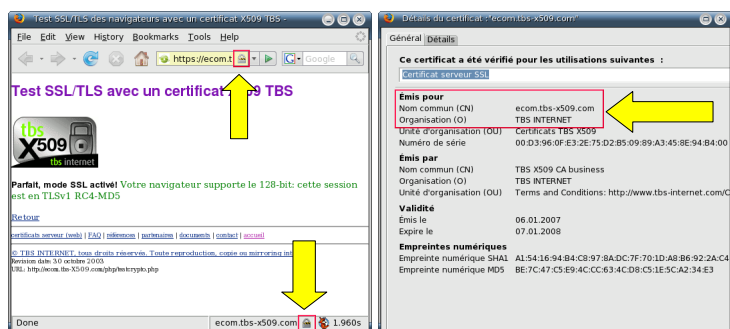 Test SSL/TLS des navigateurs avec un certificat X509 TBS -
File Edit View History Bookmarks Tools Help
https://ecom.t
G Google
Test SSL/TLS avec un certificat X509 TBS
tbs
X509
tbs internet
Parfait, mode SSL activé! Votre navigateur supporte le 128-bit: cette session
est en TLSv1 RC4-MD5
Retour
certificats serveur (web) | FAQ | références | partenaires | documents | contact | accueil
© TBS INTERNET, tous droits réservés. Toute reproduction, copie ou mirroring int
Revision date: 30 octobre 2003
URL: http://ecom.tbs-X509.com/php/testcrypto.php
Done
ecom.tbs-x509.com
1.960s
Détails du certificat :"ecom.tbs-x509.com"
Général Détails
Ce certificat a été vérifié pour les utilisations suivantes :
Certificat serveur SSL
Émis pour
Nom commun (CN) ecom.tbs-x509.com
Organisation (O) TBS INTERNET
Unité d'organisation (OU) Certificats TBS X509
Numéro de série 00:D3:96:0F:E3:2E:75:D2:B5:09:89:A3:45:8E:94:B4:00
Émis par
Nom commun (CN) TBS X509 CA business
Organisation (O) TBS INTERNET
Unité d'organisation (OU) Terms and Conditions: http://www.tbs-internet.com/C
Validité
Émis le 06.01.2007
Expire le 07.01.2008
Empreintes numériques
Empreinte numérique SHA1 A1:54:16:94:B4:C8:97:8A:DC:7F:70:1D:A8:B6:92:2A:C4
Empreinte numérique MD5 BE:7C:47:C5:E9:4C:CC:63:4C:D8:C5:1E:5C:A2:34:E3